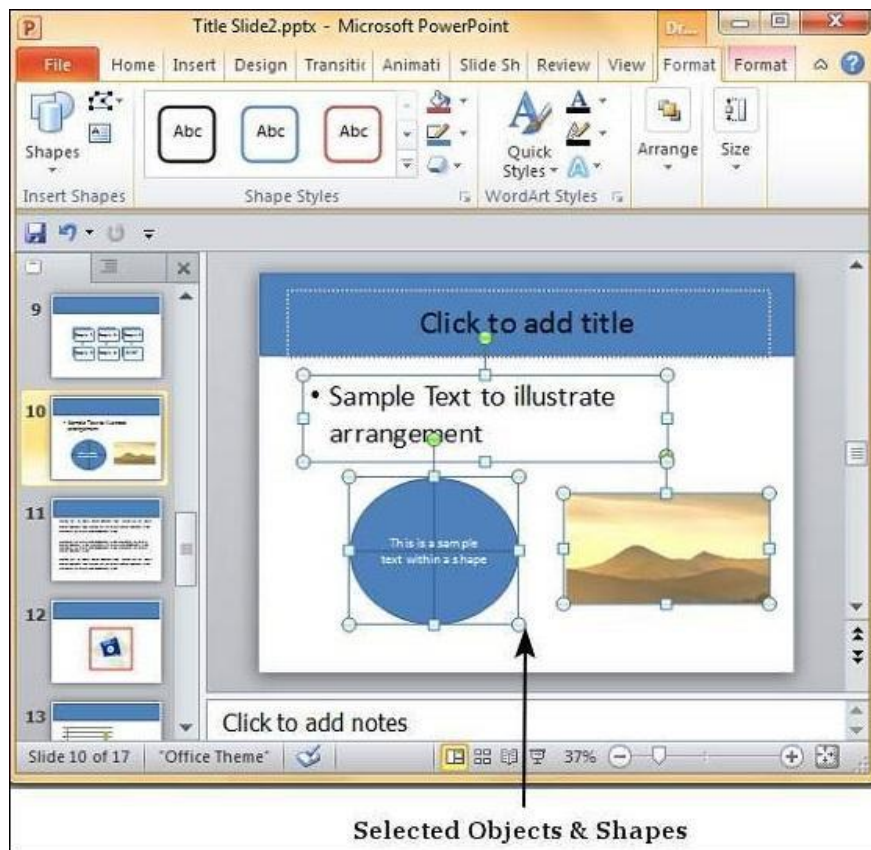 Title Slide2.pptx - Microsoft PowerPoint
Dr...
File Home Insert Design Transitic Animati Slide Sh Review View Format Format
Abc Abc Abc
Shapes
Quick
Styles
Arrange
Size
Insert Shapes
Shape Styles
WordArt Styles
9
10
11
12
13
Click to add title
• Sample Text to illustrate
arrangement
This is a sample
text within a shape
Click to add notes
Slide 10 of 17
"Office Theme"
37%
Selected Objects & Shapes